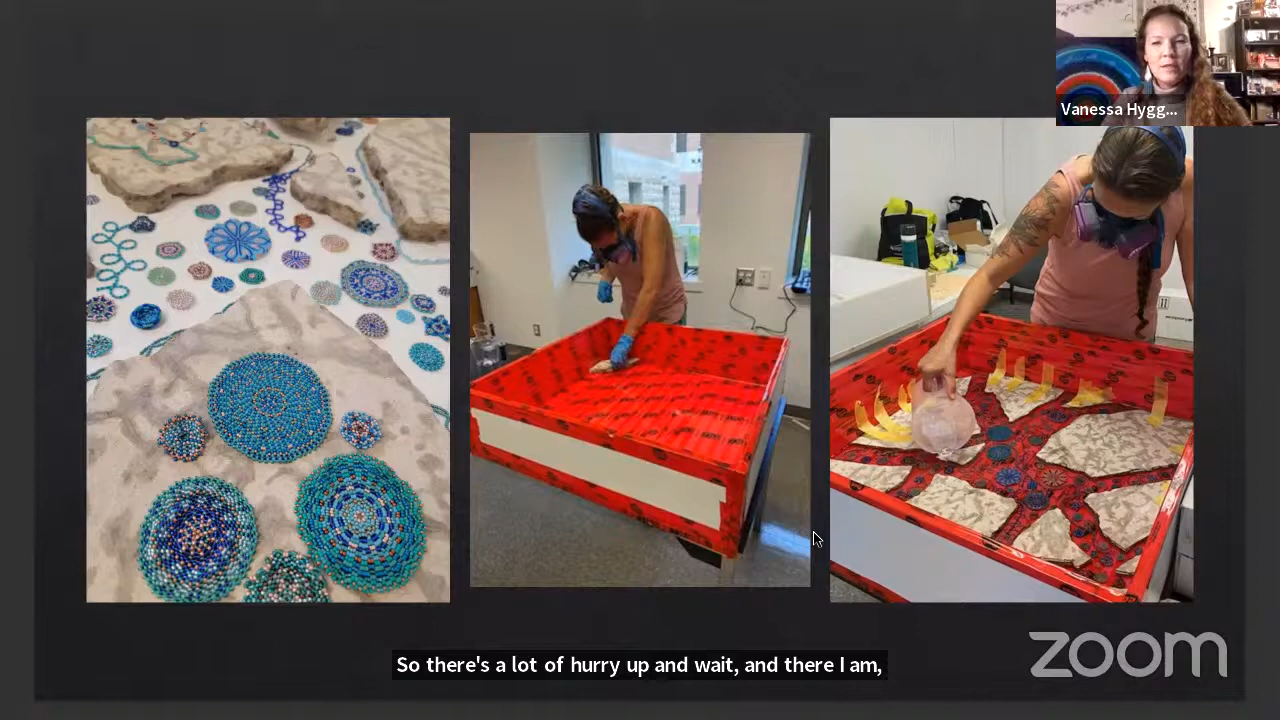 Vanessa Hygg...
So there's a lot of hurry up and wait, and there I am,
zoom